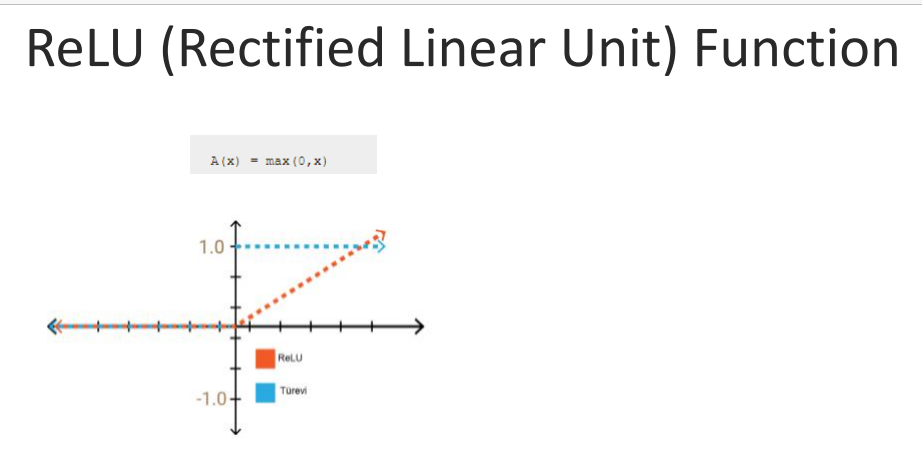 ReLU (Rectified Linear Unit) Function
A(x) = max(0,x)
1.0
ReLU
Türevi
-1.0